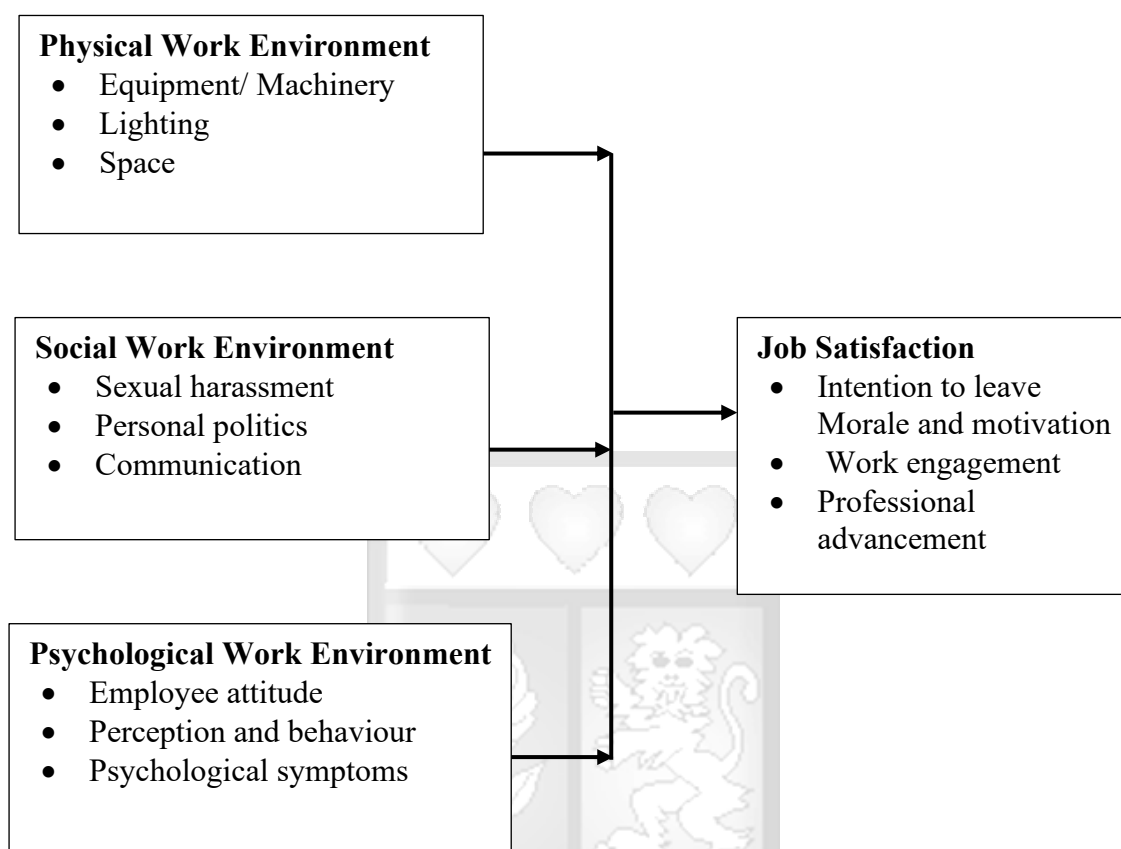 Physical Work Environment
• Equipment/ Machinery
• Lighting
• Space
Social Work Environment
• Sexual harassment
• Personal politics
• Communication
Psychological Work Environment
• Employee attitude
• Perception and behaviour
• Psychological symptoms
Job Satisfaction
• Intention to leave
Morale and motivation
• Work engagement
• Professional
advancement